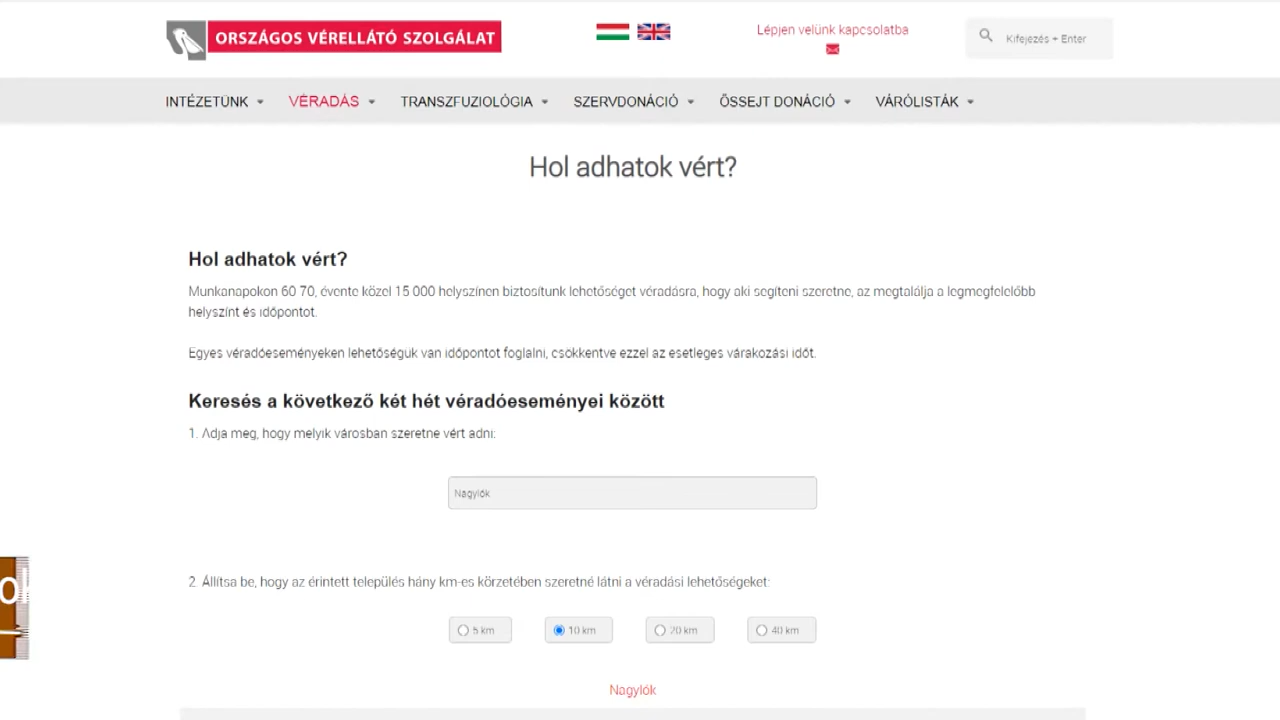 ORSZÁGOS VÉRELLÁTÓ SZOLGÁLAT
Lépjen velünk kapcsolatba
Kifejezés + Enter
INTÉZETÜNK VÉRADÁS TRANSZFUZIOLÓGIA SZERVDONÁCIÓ ŐSSEJT DONÁCIÓ VÁRÓLISTÁK
Hol adhatok vért?
Hol adhatok vért?
Munkanapokon 60 70, évente közel 15 000 helyszínen biztosítunk lehetőséget véradásra, hogy aki segíteni szeretne, az megtalálja a legmegfelelőbb
helyszínt és időpontot.
Egyes véradóeseményeken lehetőségük van időpontot foglalni, csökkentve ezzel az esetleges várakozási időt.
Keresés a következő két hét véradóeseményei között
1. Adja meg, hogy melyik városban szeretne vért adni:
Nagylók
2. Állítsa be, hogy az érintett település hány km-es körzetében szeretné látni a véradási lehetőségeket:
5 km 10 km 20 km 40 km
Nagylók